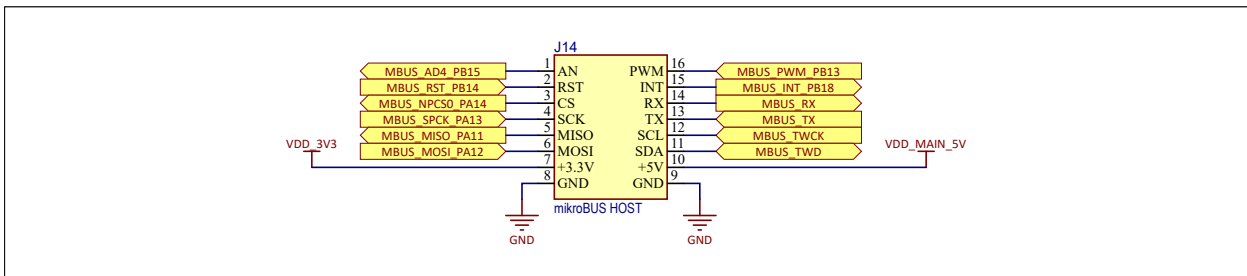 J14
MBUS_AD4_PB15 1 AN PWM 16 MBUS_PWM_PB13
MBUS_RST_PB14 2 RST INT 15 MBUS_INT_PB18
MBUS_NPCS0_PA14 3 CS RX 14 MBUS_RX
MBUS_SPCK_PA13 4 SCK TX 13 MBUS_TX
MBUS_MISO_PA11 5 MISO SCL 12 MBUS_TWCK
VDD_3V3 MBUS_MOSI_PA12 6 MOSI SDA 11 MBUS_TWD VDD_MAIN_5V
7 +3.3V +5V 10
8 GND GND 9
mikroBUS HOST
GND GND